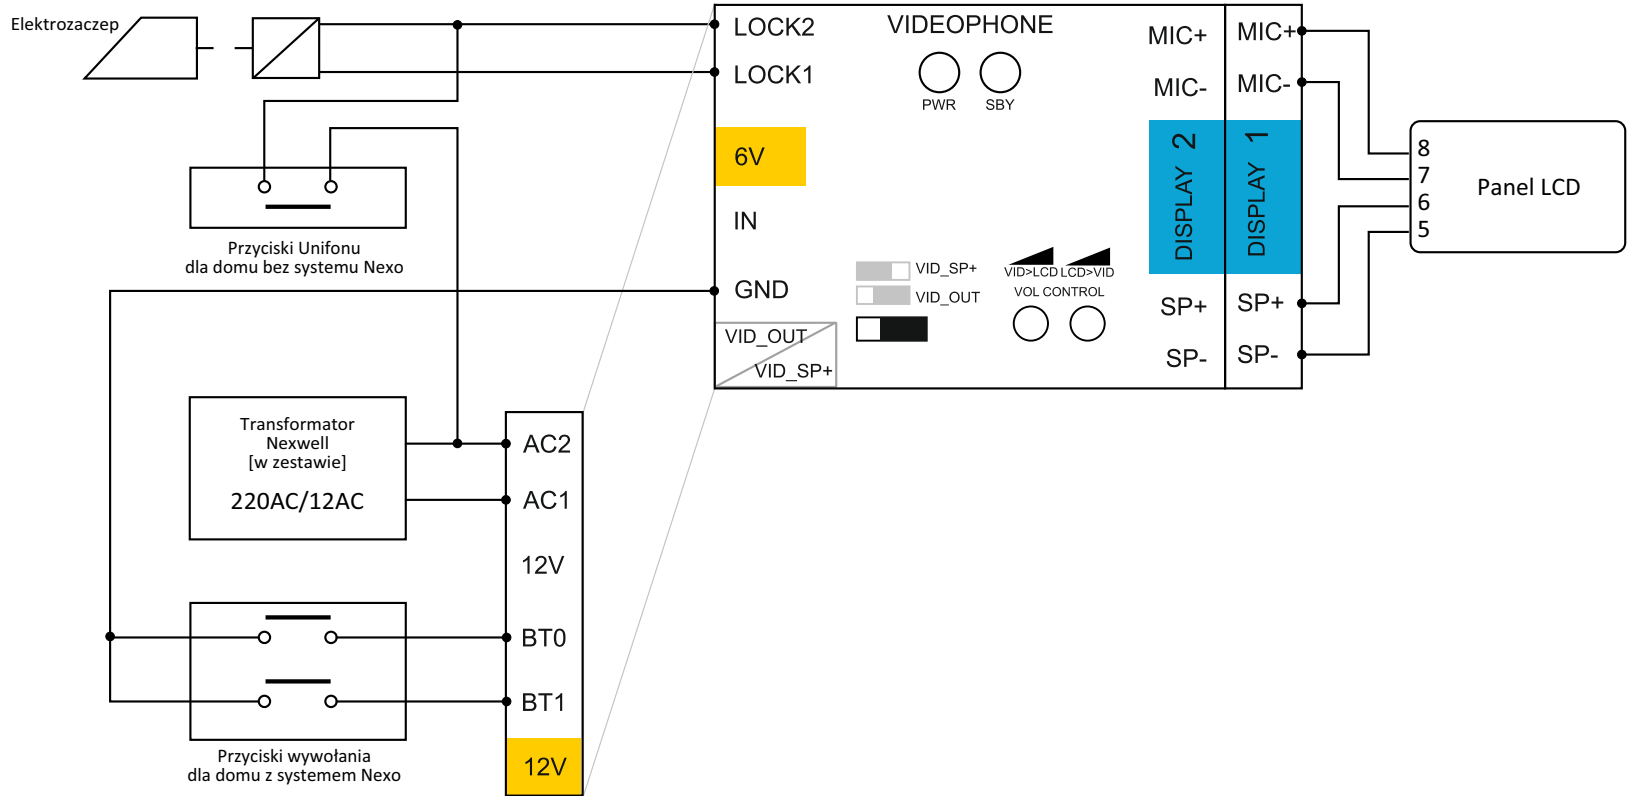 Elektrozaczep
LOCK2
LOCK1
6V
IN
GND
VID_OUT
VID_SP+
VIDEOPHONE
PWR
SBY
VID_SP+
VID_OUT
VID>LCD
LCD>VID
VOL CONTROL
MIC+
MIC-
DISPLAY 2
SP+
SP-
MIC+
MIC-
DISPLAY 1
SP+
SP-
8
7
6
5
Panel LCD
Przyciski Unifonu
dla domu bez systemu Nexo
Transformator
Nexwell
[w zestawie]
220AC/12AC
AC2
AC1
12V
BT0
BT1
12V
Przyciski wywołania
dla domu z systemem Nexo